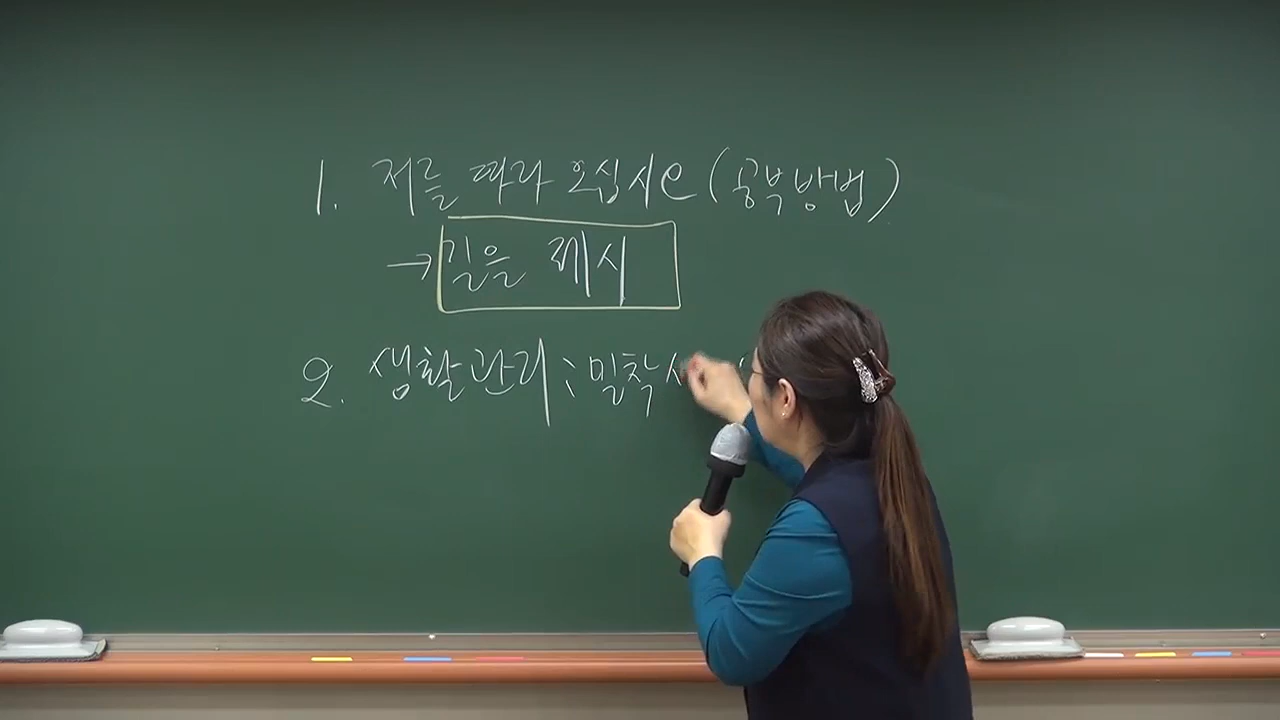 1. 저를 따라 오십시오 (공부방법)
→ 길을 제시
2. 생활관리 : 밀착